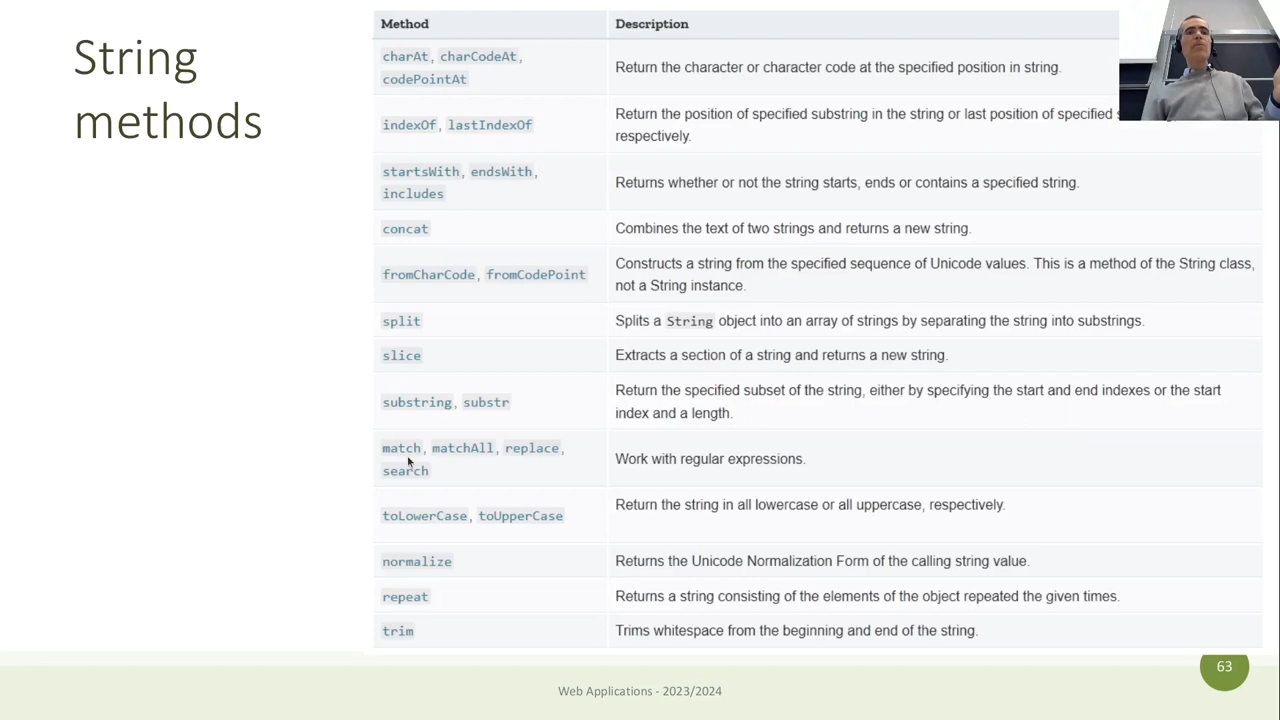 String
methods
Method Description
charAt, charCodeAt,
codePointAt
Return the character or character code at the specified position in string.
indexOf, lastIndexOf
Return the position of specified substring in the string or last position of specified
respectively.
startsWith, endsWith,
includes
Returns whether or not the string starts, ends or contains a specified string.
concat
Combines the text of two strings and returns a new string.
fromCharCode, fromCodePoint
Constructs a string from the specified sequence of Unicode values. This is a method of the String class,
not a String instance.
split
Splits a String object into an array of strings by separating the string into substrings.
slice
Extracts a section of a string and returns a new string.
substring, substr
Return the specified subset of the string, either by specifying the start and end indexes or the start
index and a length.
match, matchAll, replace,
search
Work with regular expressions.
toLowerCase, toUpperCase
Return the string in all lowercase or all uppercase, respectively.
normalize
Returns the Unicode Normalization Form of the calling string value.
repeat
Returns a string consisting of the elements of the object repeated the given times.
trim
Trims whitespace from the beginning and end of the string.
63
Web Applications - 2023/2024